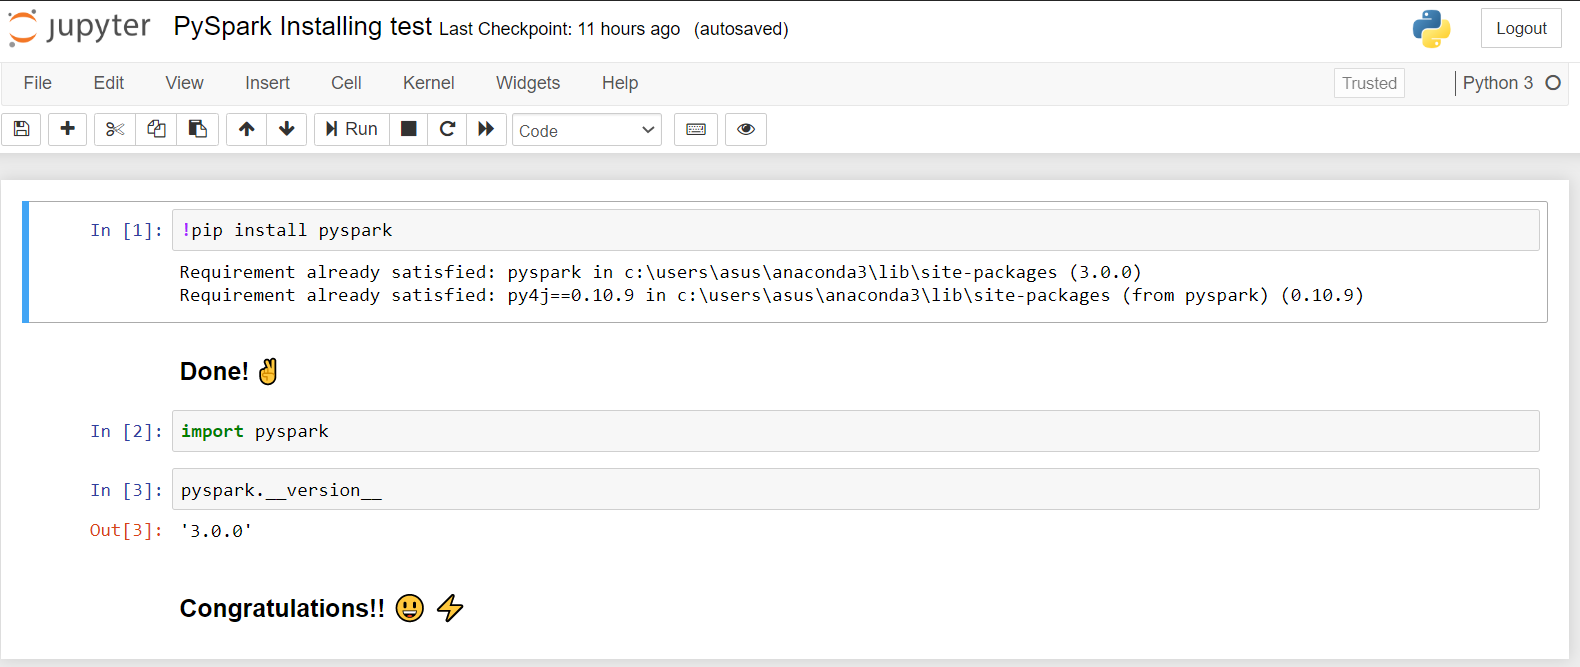 jupyter PySpark Installing test Last Checkpoint: 11 hours ago (autosaved) Logout
File Edit View Insert Cell Kernel Widgets Help Trusted Python 3
Run Code
In [1]: !pip install pyspark
Requirement already satisfied: pyspark in c:\users\asus\anaconda3\lib\site-packages (3.0.0)
Requirement already satisfied: py4j==0.10.9 in c:\users\asus\anaconda3\lib\site-packages (from pyspark) (0.10.9)
Done! ✌
In [2]: import pyspark
In [3]: pyspark.__version__
Out[3]: '3.0.0'
Congratulations!! 😃 ⚡